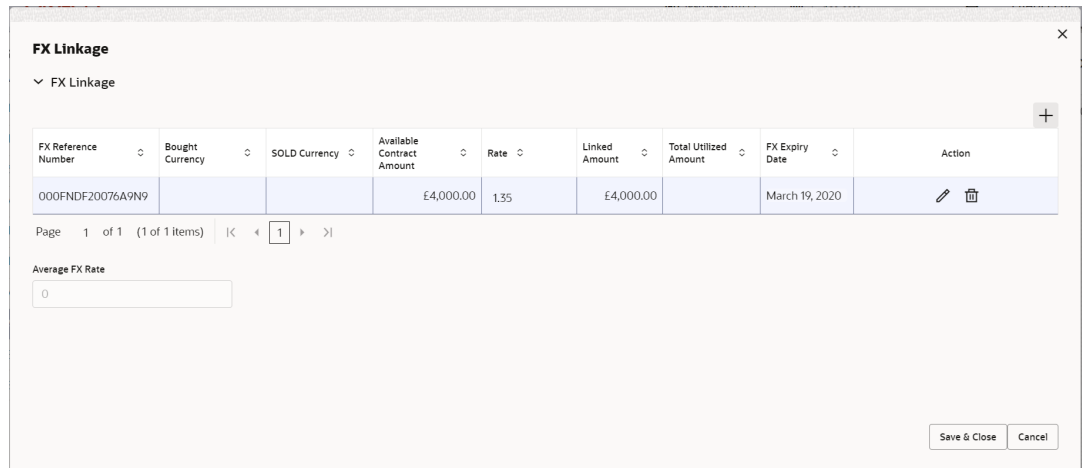 FX Linkage
FX Linkage
FX Reference Number Bought Currency SOLD Currency Available Contract Amount Rate Linked Amount Total Utilized Amount FX Expiry Date Action
000FNDF20076A9N9 £4,000.00 1.35 £4,000.00 March 19, 2020
Page 1 of 1 (1 of 1 items) 1
Average FX Rate
0
Save & Close Cancel